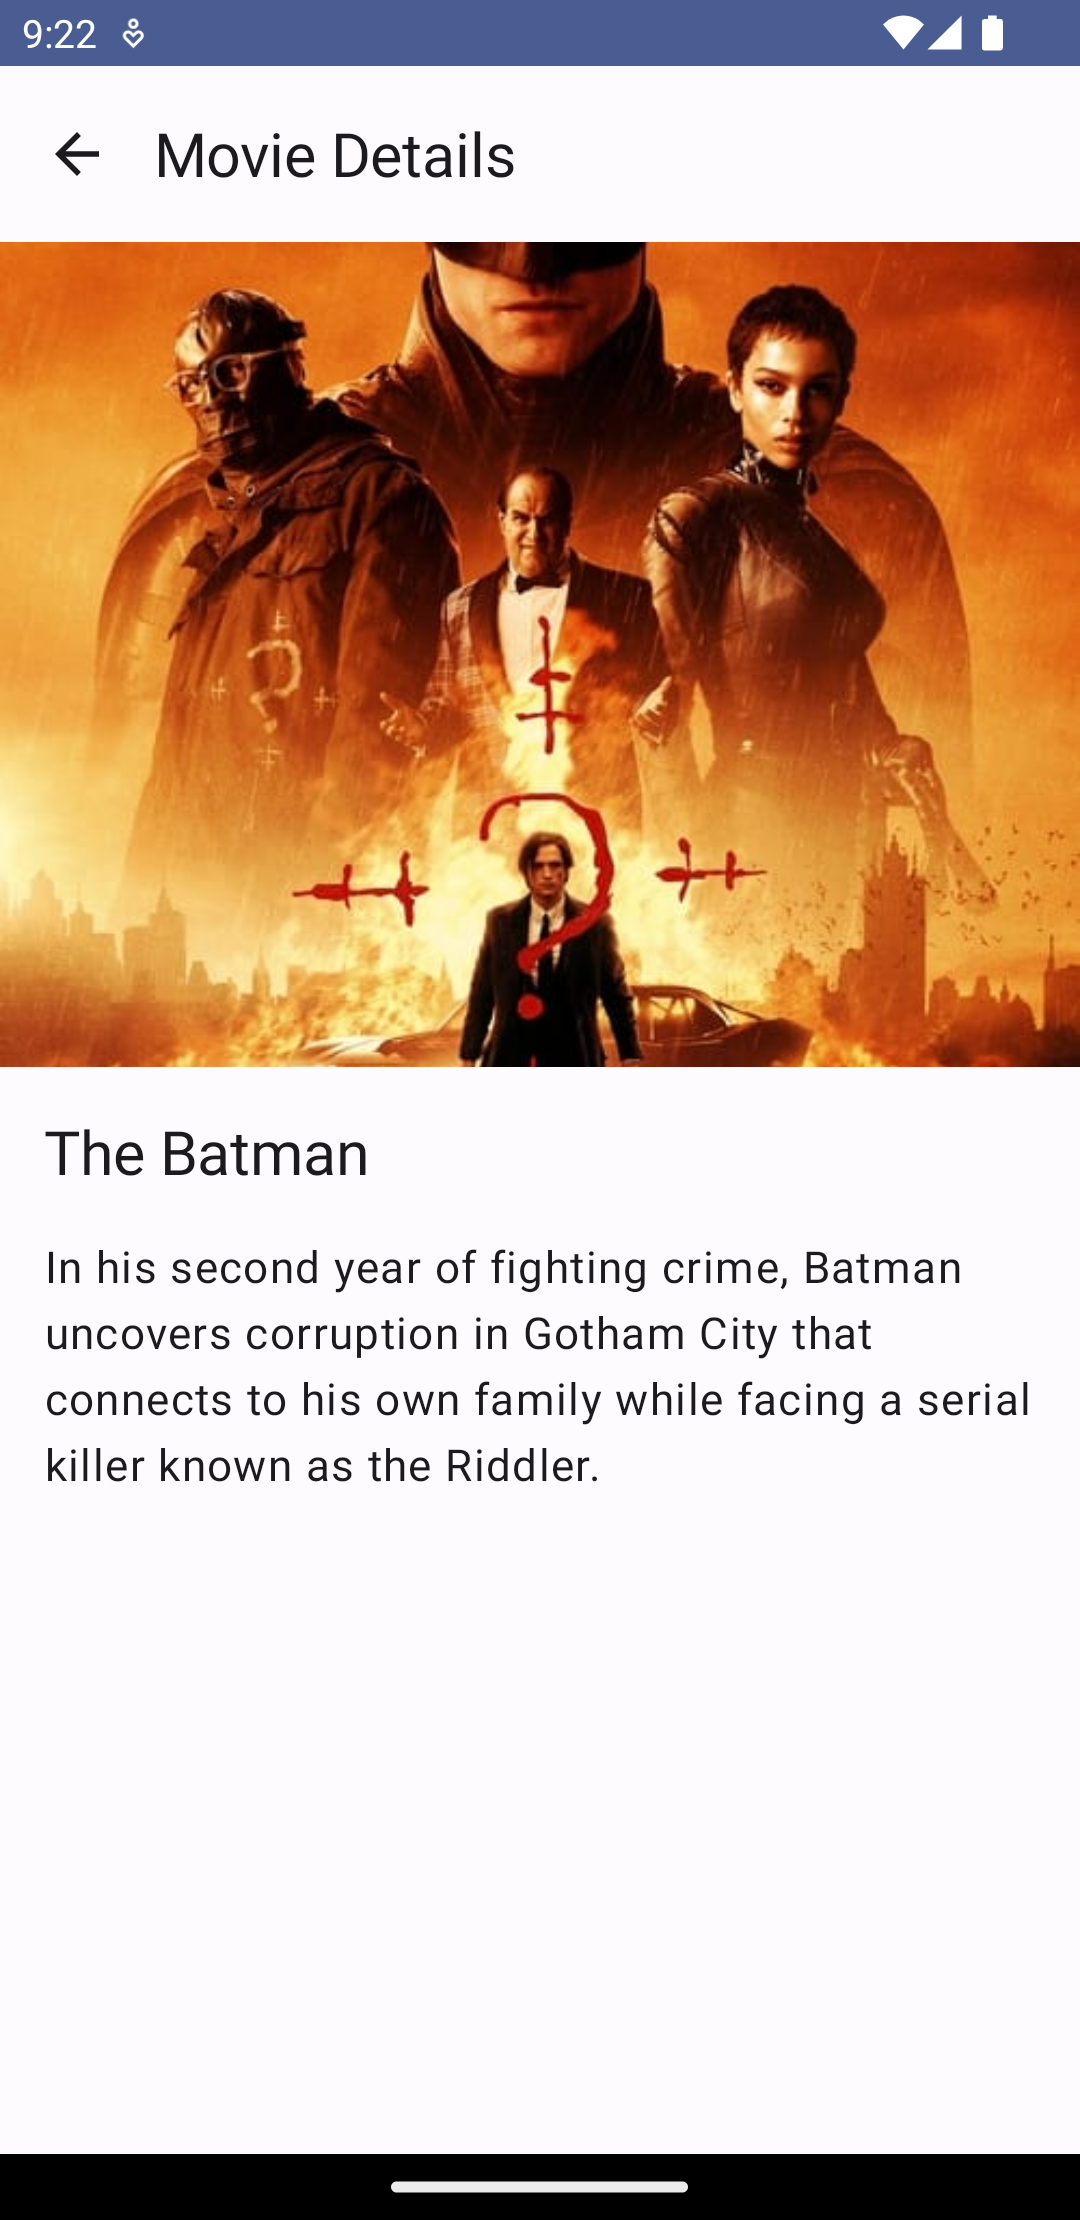 9:22
Movie Details
?
?
The Batman
In his second year of fighting crime, Batman
uncovers corruption in Gotham City that
connects to his own family while facing a serial
killer known as the Riddler.